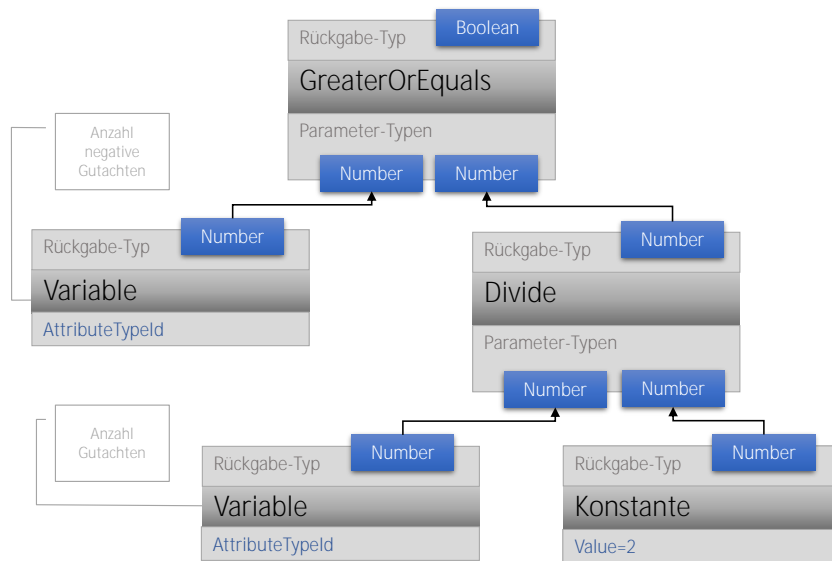 Rückgabe-Typ
Boolean
GreaterOrEquals
Parameter-Typen
Number
Number
Anzahl
negative
Gutachten
Rückgabe-Typ
Number
Variable
AttributeTypeId
Rückgabe-Typ
Number
Divide
Parameter-Typen
Number
Number
Anzahl
Gutachten
Rückgabe-Typ
Number
Variable
AttributeTypeId
Rückgabe-Typ
Number
Konstante
Value=2